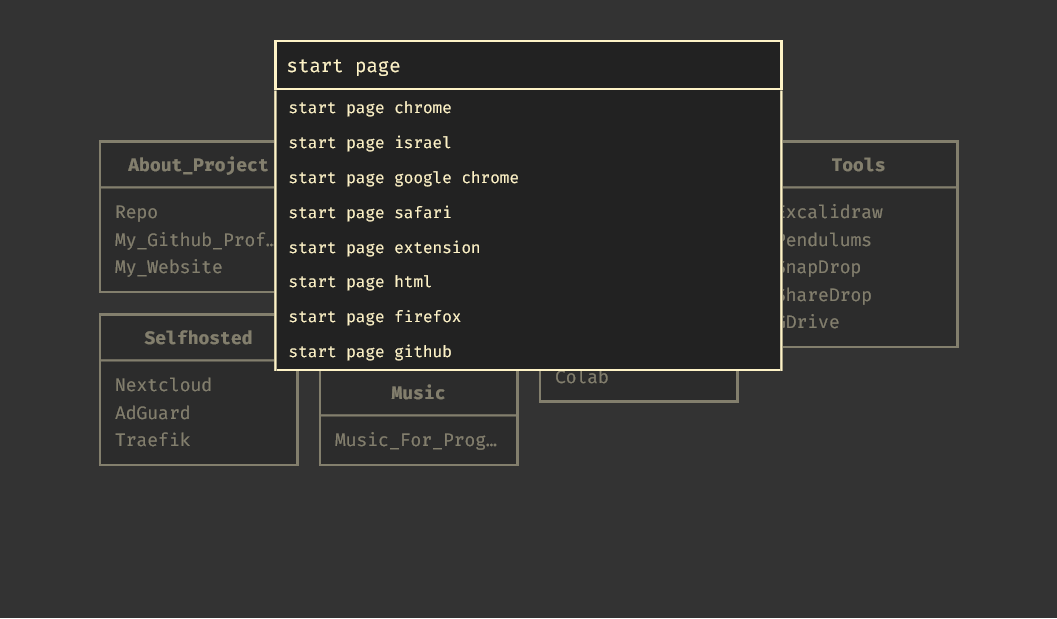 start page
start page chrome
start page israel
start page google chrome
start page safari
start page extension
start page html
start page firefox
start page github
About_Project
Repo
My_Github_Prof…
My_Website
Selfhosted
Nextcloud
AdGuard
Traefik
Music
Music_For_Prog…
Colab
Tools
Excalidraw
Pendulums
SnapDrop
ShareDrop
GDrive